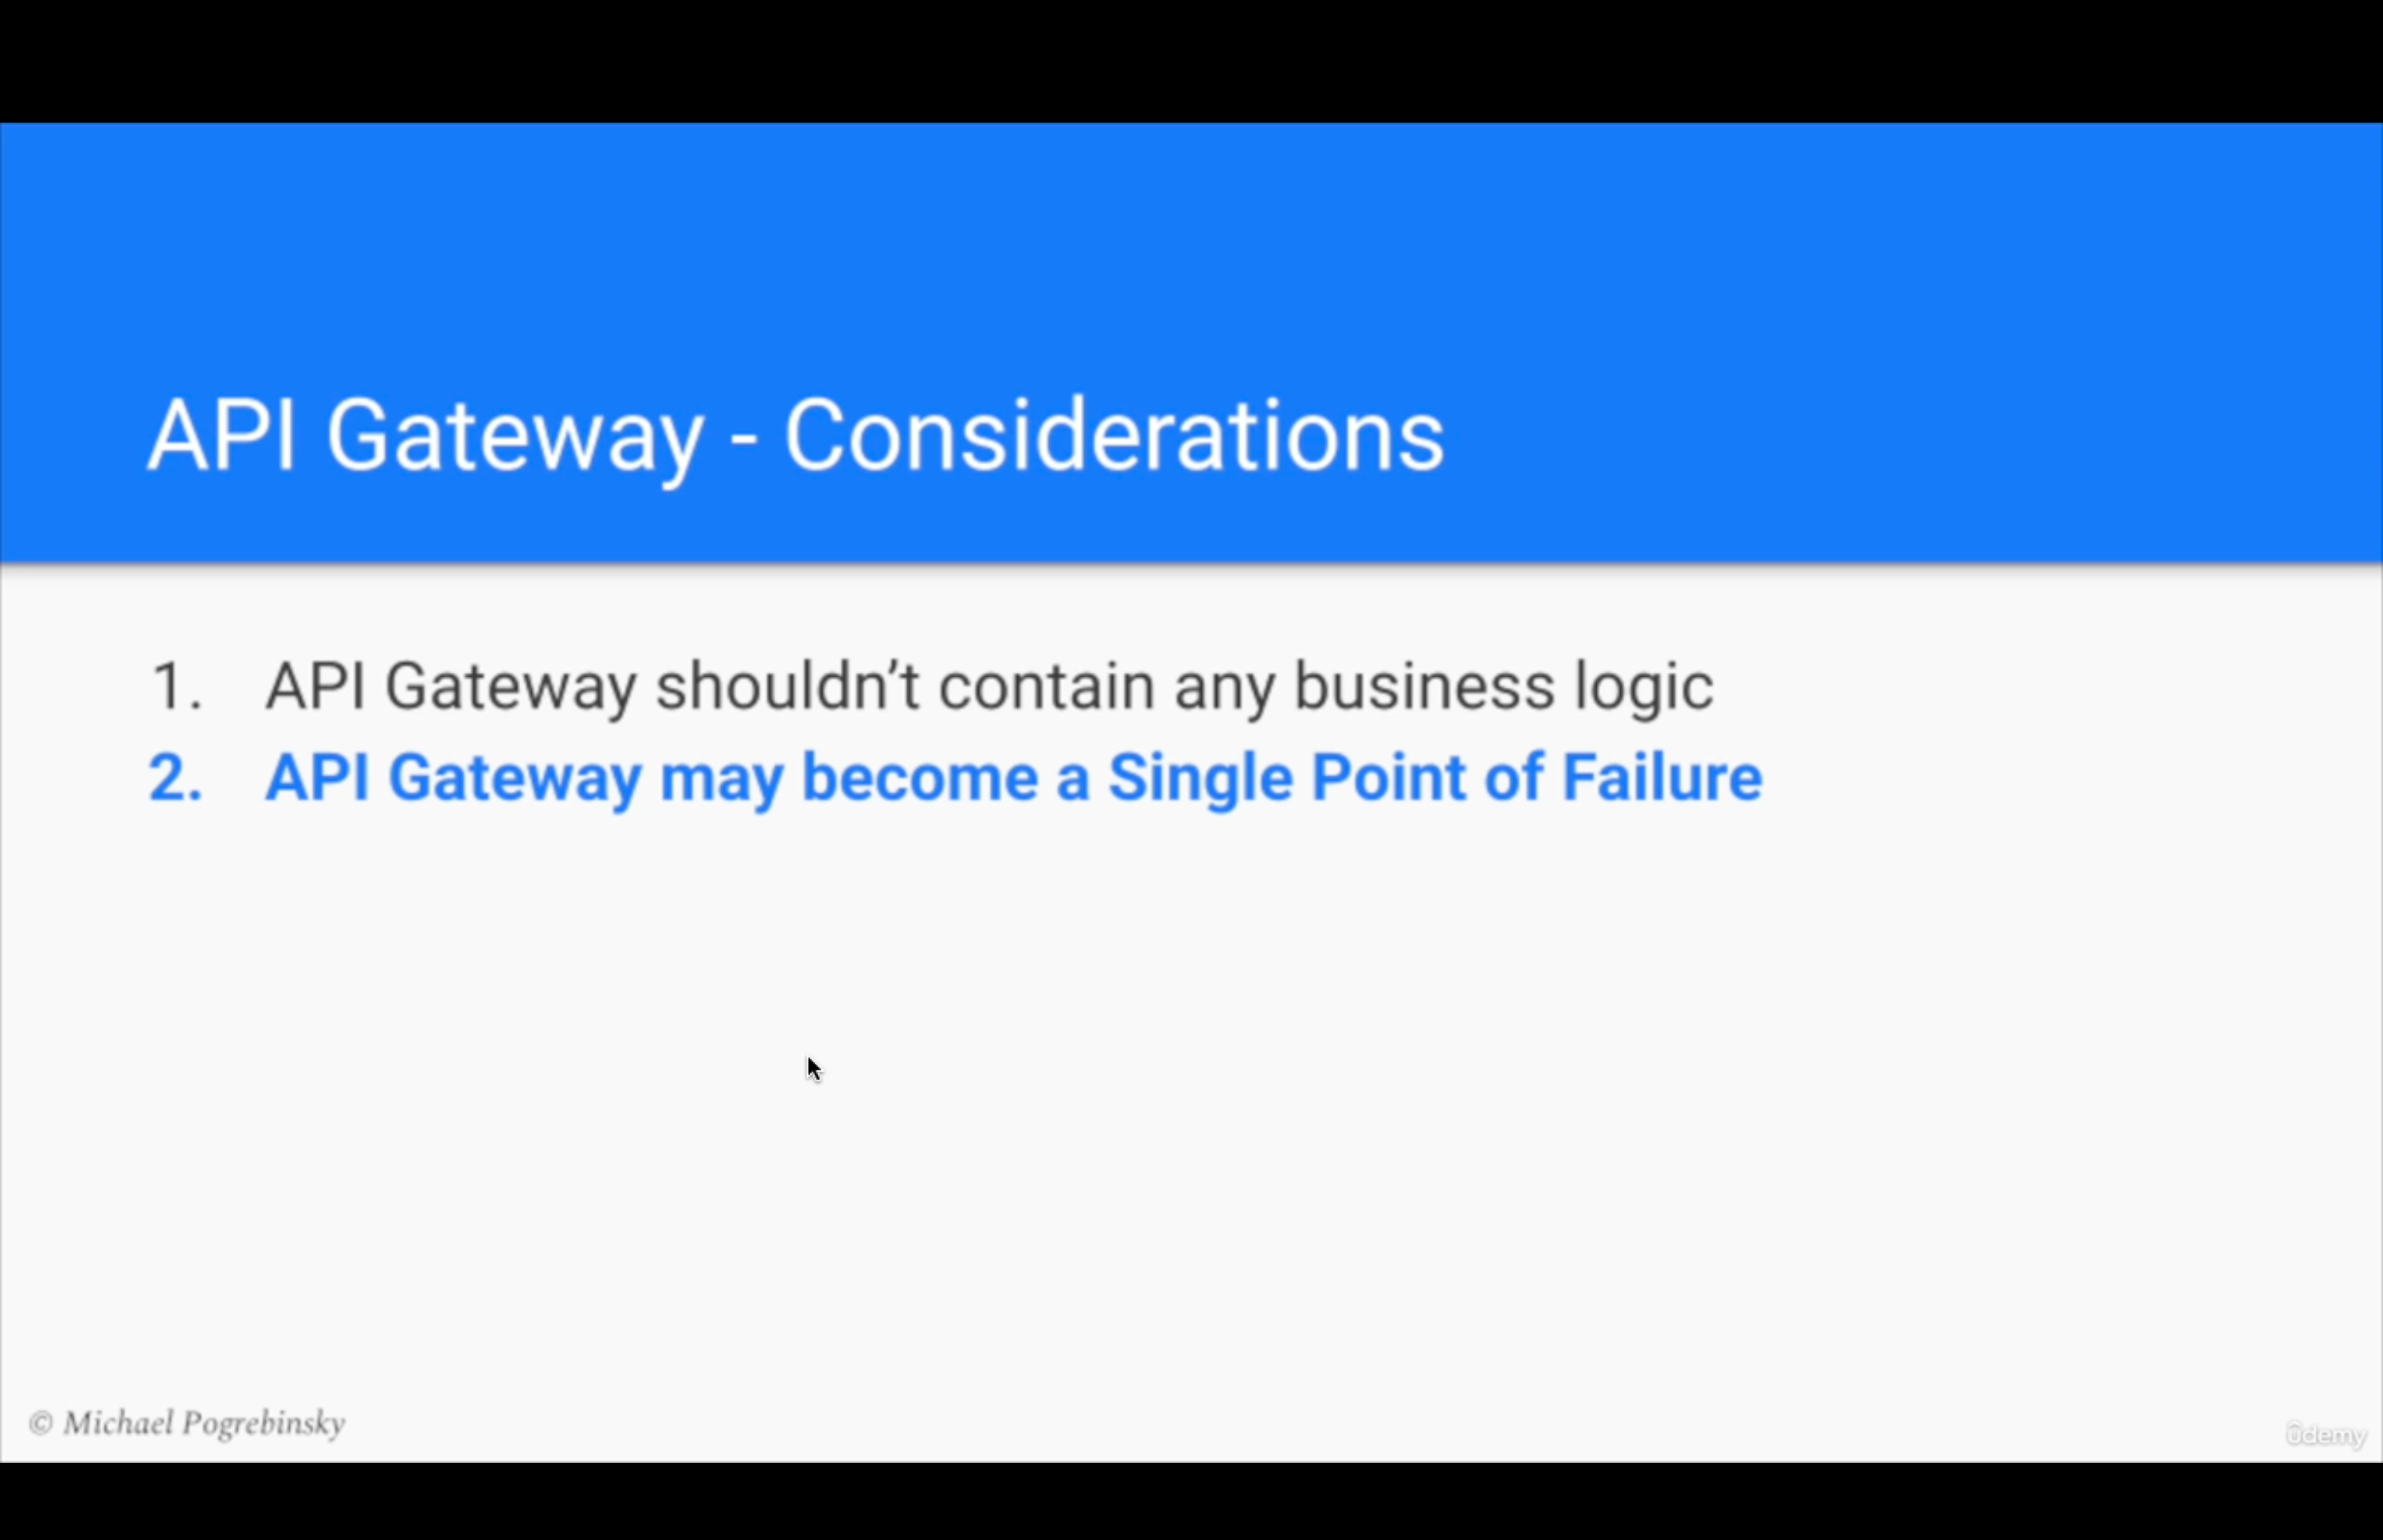 API Gateway - Considerations
1. API Gateway shouldn’t contain any business logic
2. API Gateway may become a Single Point of Failure
© Michael Pogrebinsky
ûdemy